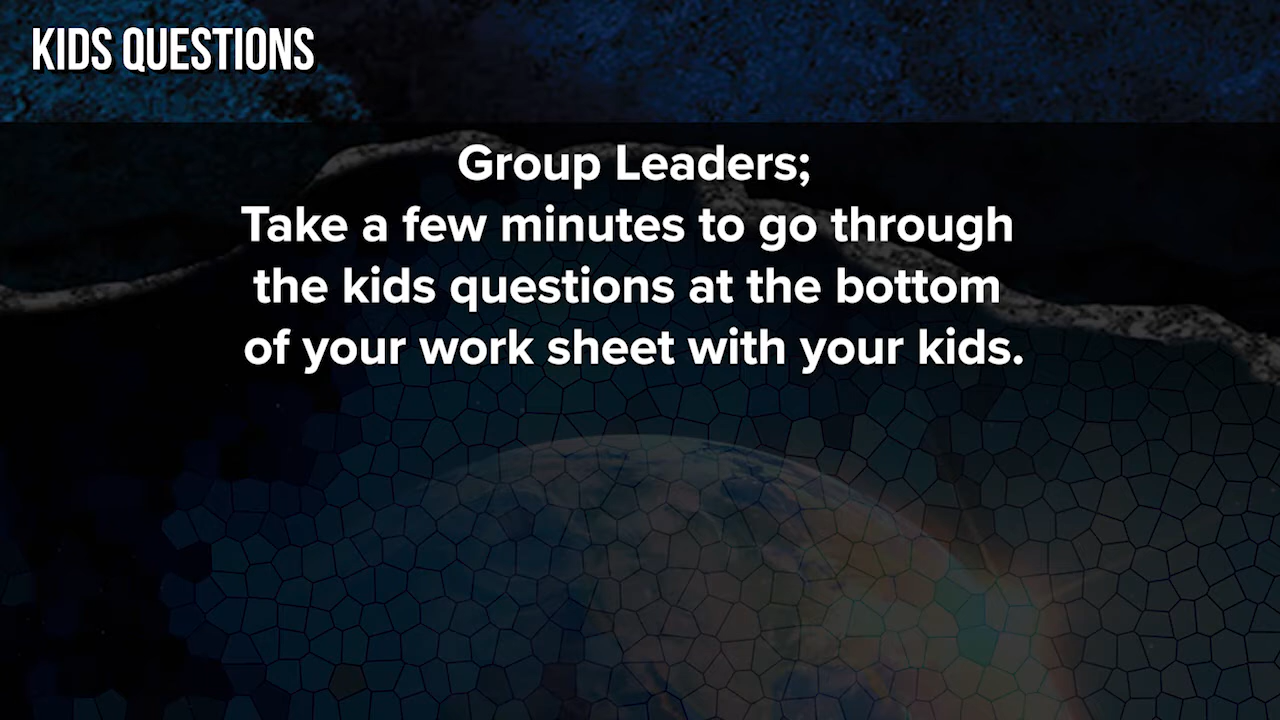 KIDS QUESTIONS
Group Leaders;
Take a few minutes to go through
the kids questions at the bottom
of your work sheet with your kids.